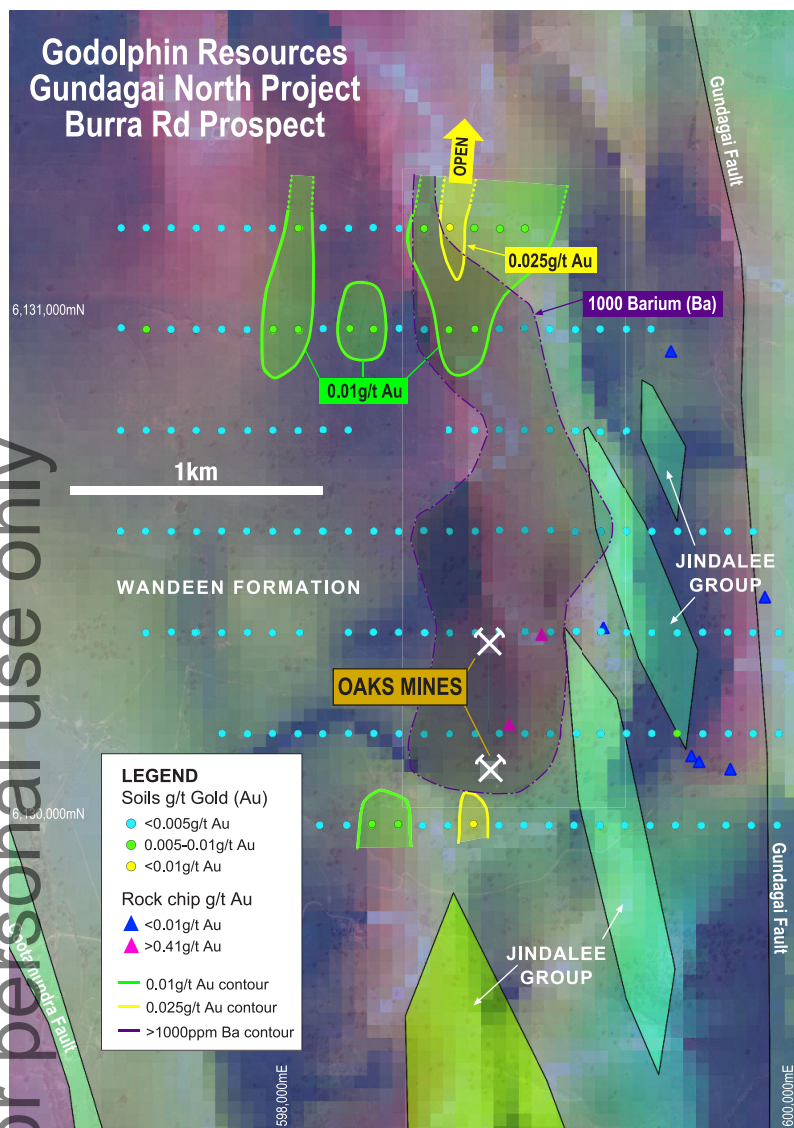 Godolphin Resources
Gundagai North Project
Burra Rd Prospect
Gundagai Fault
OPEN
0.025g/t Au
6,131,000mN
1000 Barium (Ba)
0.01g/t Au
1km
JINDALEE
GROUP
WANDEEN FORMATION
OAKS MINES
LEGEND
Soils g/t Gold (Au)
<0.005g/t Au
0.005-0.01g/t Au
<0.01g/t Au
Rock chip g/t Au
<0.01g/t Au
>0.41g/t Au
0.01g/t Au contour
0.025g/t Au contour
>1000ppm Ba contour
6,130,000mN
Gundagai Fault
JINDALEE
GROUP
Fault
598,000mE
600,000mE
personal use only